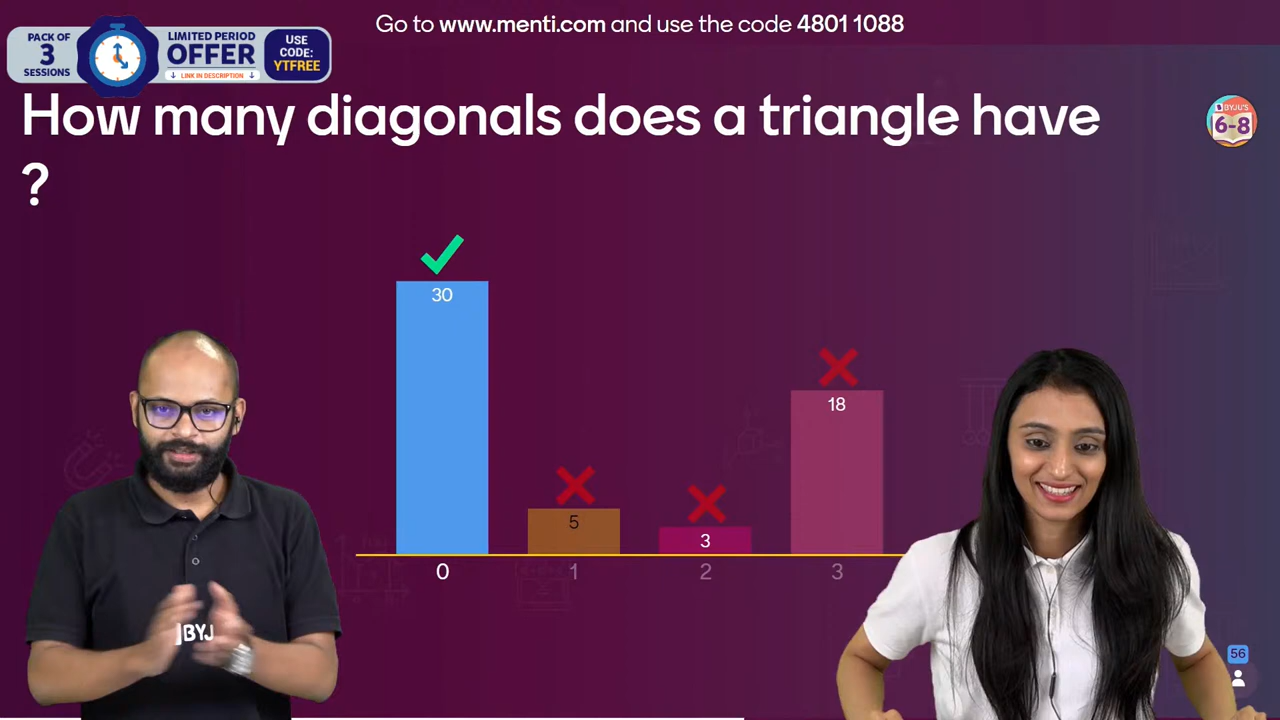 Go to www.menti.com and use the code 4801 1088
PACK OF
3
SESSIONS
LIMITED PERIOD
OFFER
↓ LINK IN DESCRIPTION ↓
USE
CODE:
YTFREE
How many diagonals does a triangle have
?
BYJU'S
6-8
30
5
3
18
0
1
2
3
BYJ
56